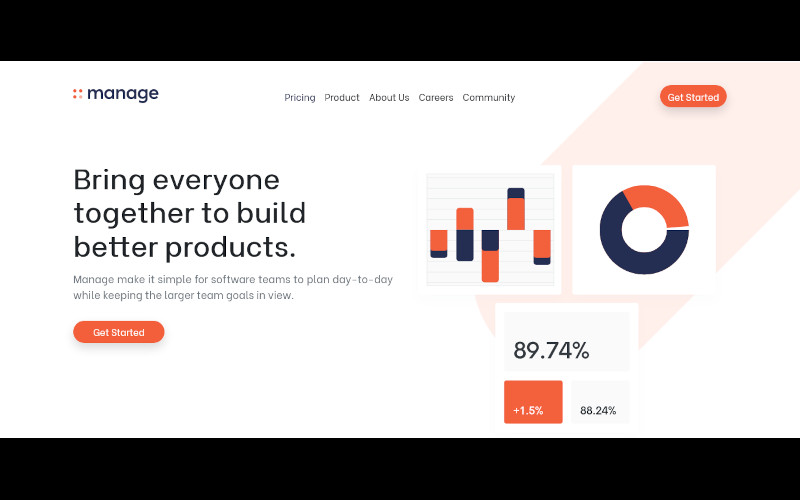 manage
Pricing Product About Us Careers Community
Get Started
Bring everyone
together to build
better products.
Manage make it simple for software teams to plan day-to-day
while keeping the larger team goals in view.
Get Started
89.74%
+1.5%
88.24%